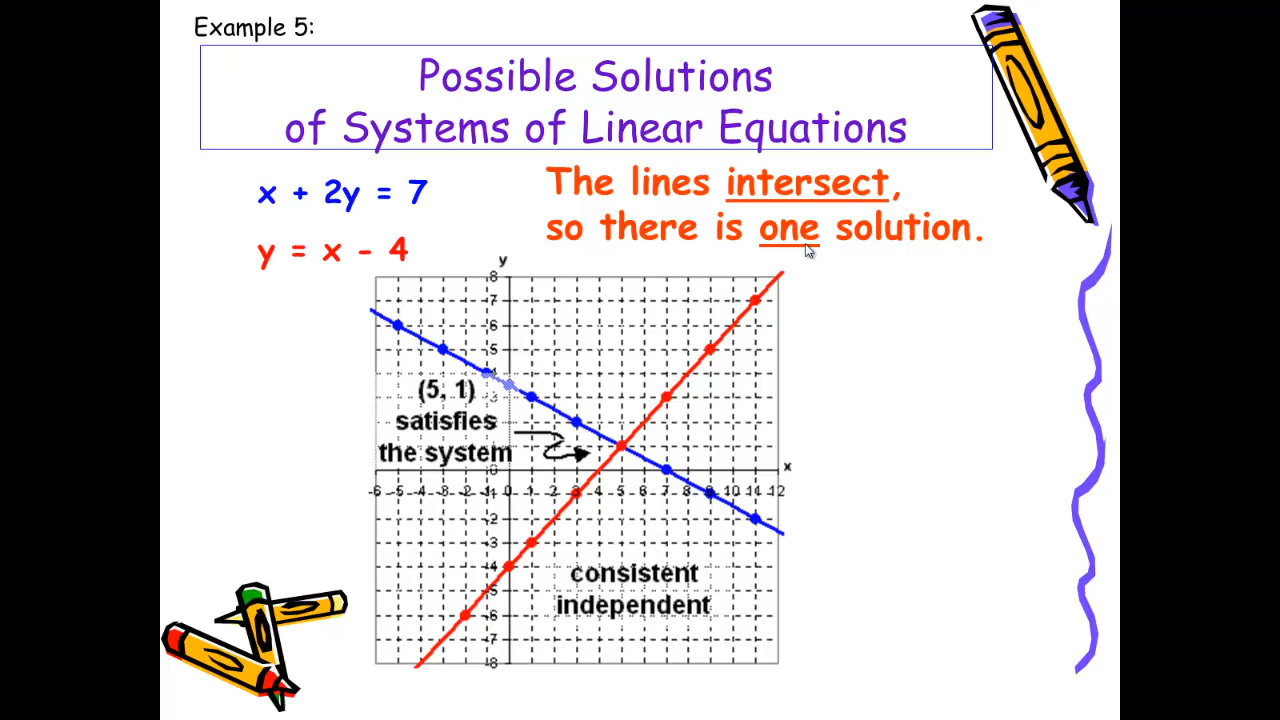 Example 5:
Possible Solutions
of Systems of Linear Equations
x + 2y = 7
y = x - 4
The lines intersect,
so there is one solution.
y
8
7
6
5
4
3
(5, 1)
satisfies
the system
x
0
-6 -5 -4 -3 -2 -1 0 1 2 3 4 5 6 7 8 9 10 11 12
-1
-2
-3
-4
-5
-6
-7
-8
consistent
independent